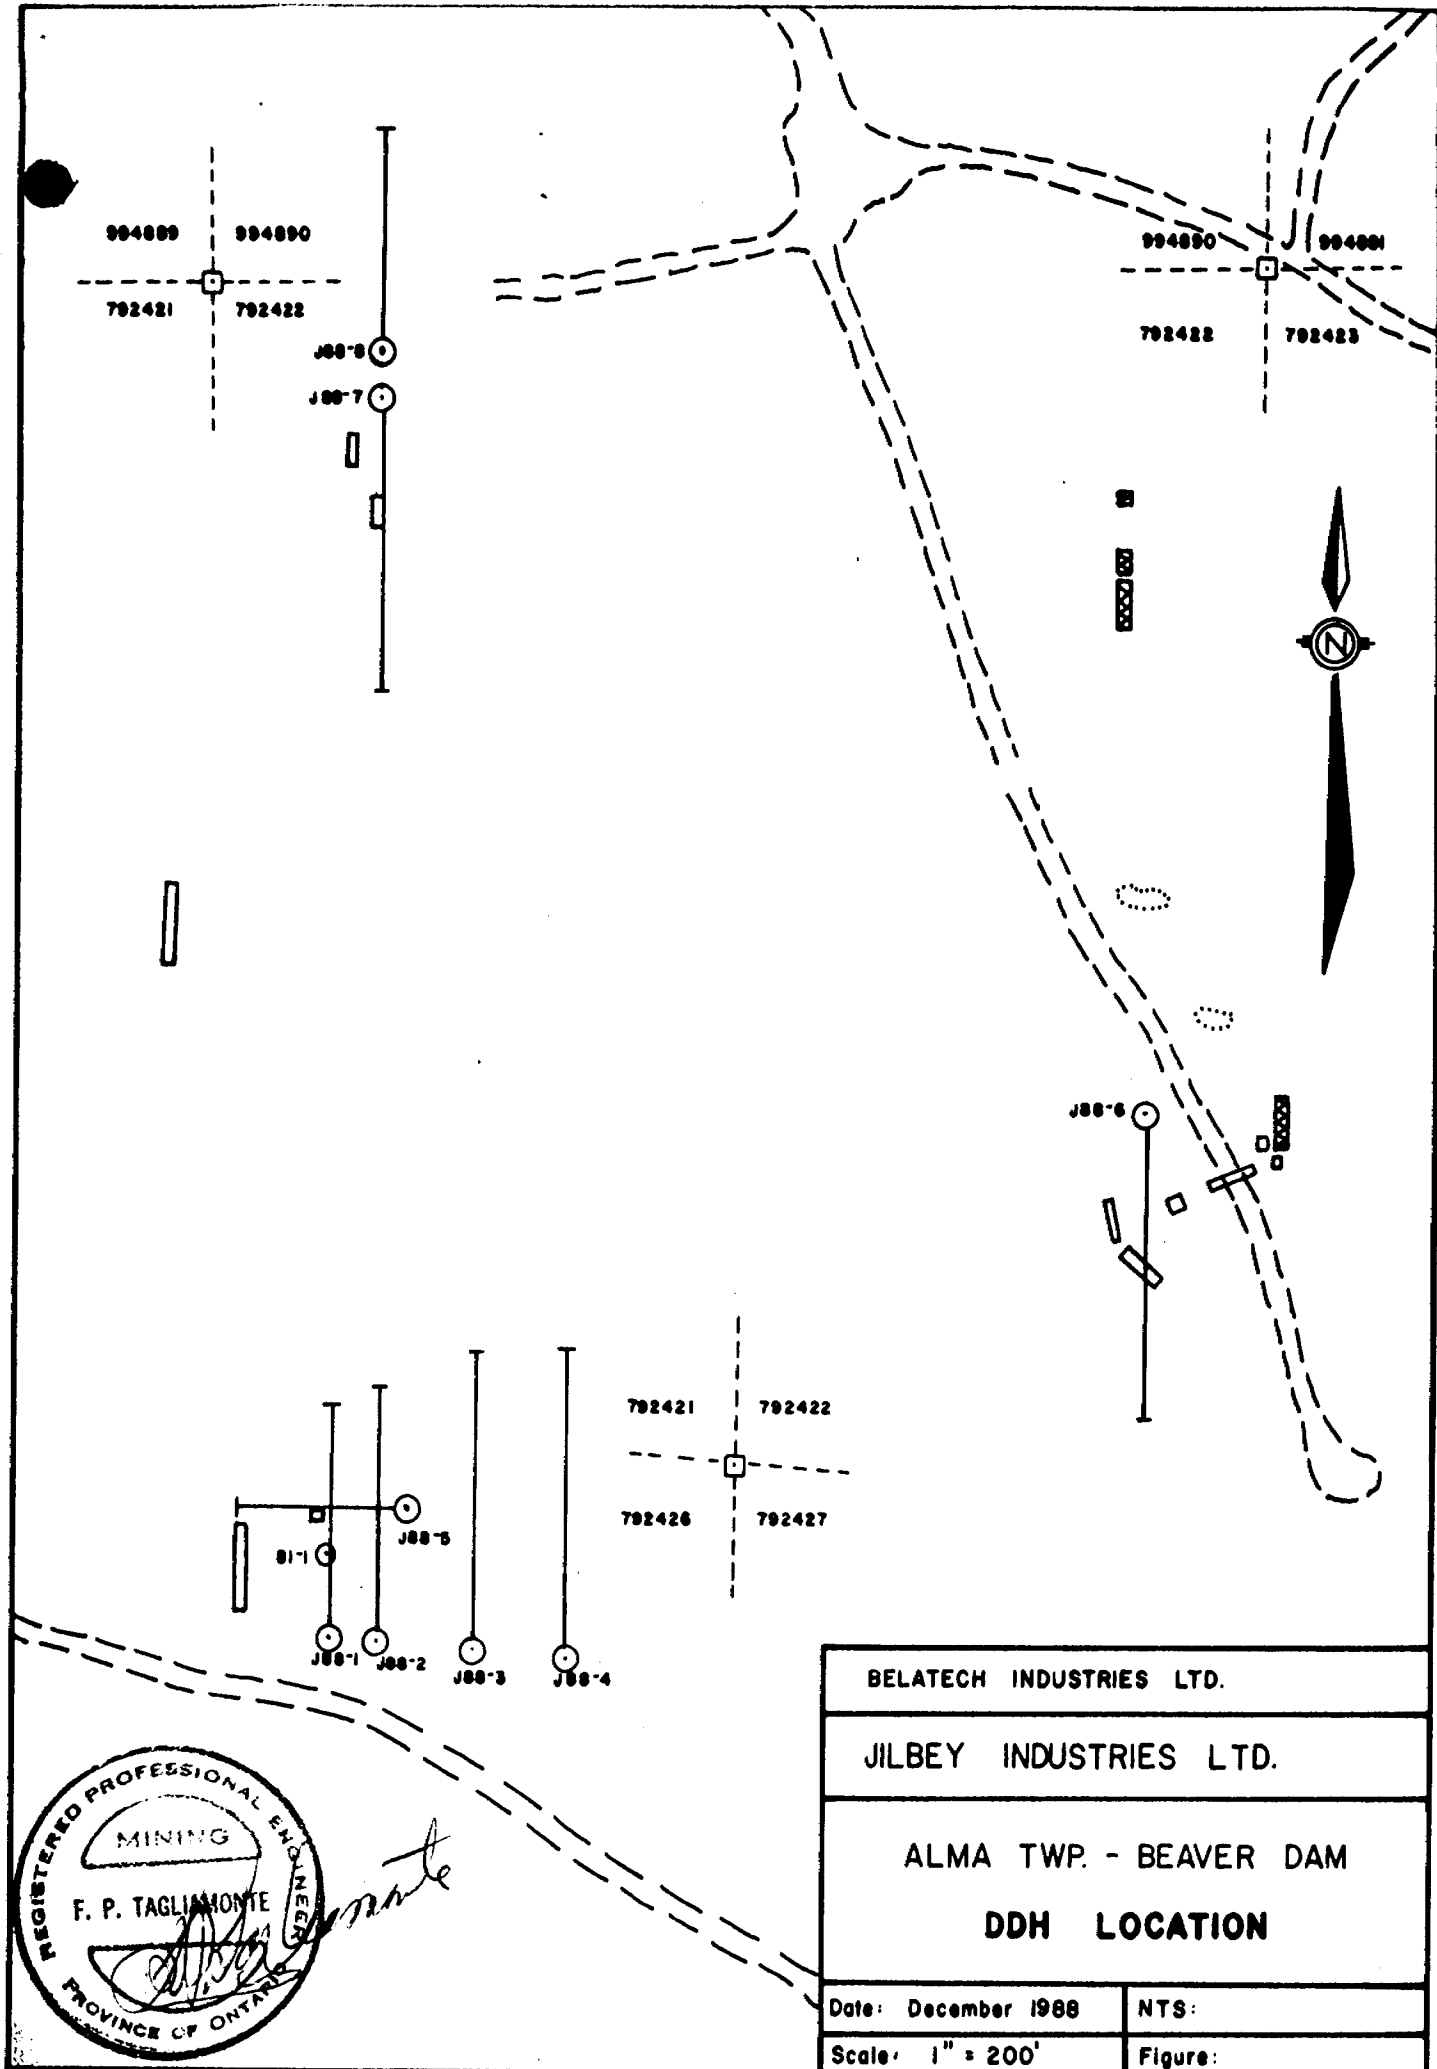 994889 994890
792421 792422
994890 994891
792422 792423
J88-8
J88-7
N
J88-6
792421 792422
792426 792427
J88-5
81-1
J88-1 J88-2 J88-3 J88-4
BELATECH INDUSTRIES LTD.
JILBEY INDUSTRIES LTD.
ALMA TWP. - BEAVER DAM
DDH LOCATION
Date: December 1988 NTS:
Scale: 1" = 200' Figure:
REGISTERED PROFESSIONAL ENGINEER
MINING
F. P. TAGLIAMONTE
PROVINCE OF ONTARIO